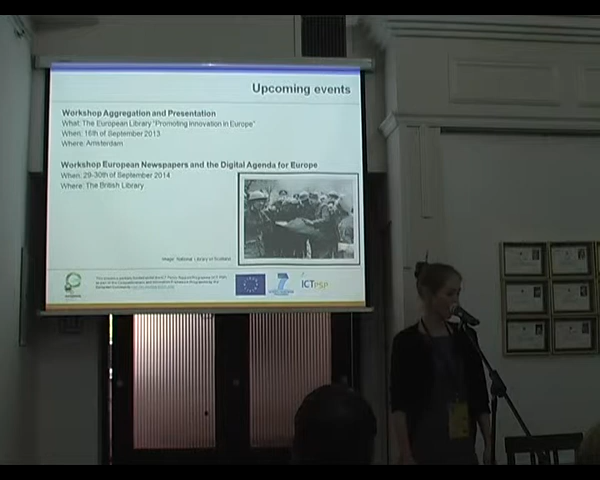 Upcoming events
Workshop Aggregation and Presentation
What: The European Library "Promoting Innovation in Europe"
When: 16th of September 2013
Where: Amsterdam
Workshop European Newspapers and the Digital Agenda for Europe
When: 29-30th of September 2014
Where: The British Library
Image: National Library of Scotland
ICTPSP